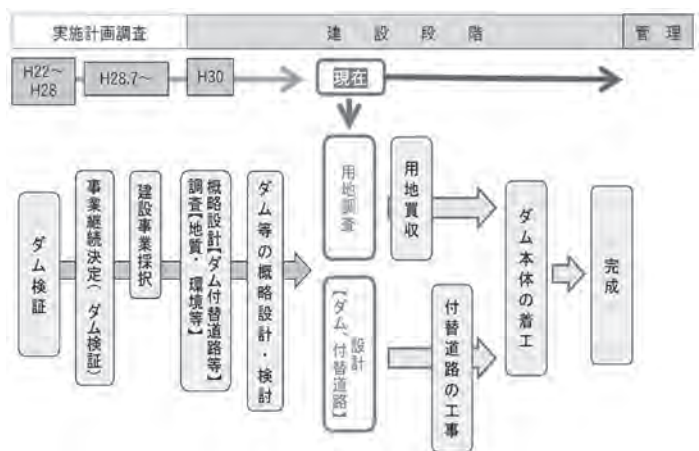 実施計画調査
建設段階
管理
H22～
H28
H28.7～
H30
現在
ダム検証
事業継続決定(ダム検証)
建設事業採択
概略設計【ダム付替道路等】
調査【地質・環境等】
ダム等の概略設計・検討
用地調査
用地買収
設計
【ダム、付替道路】
付替道路の工事
ダム本体の着工
完成